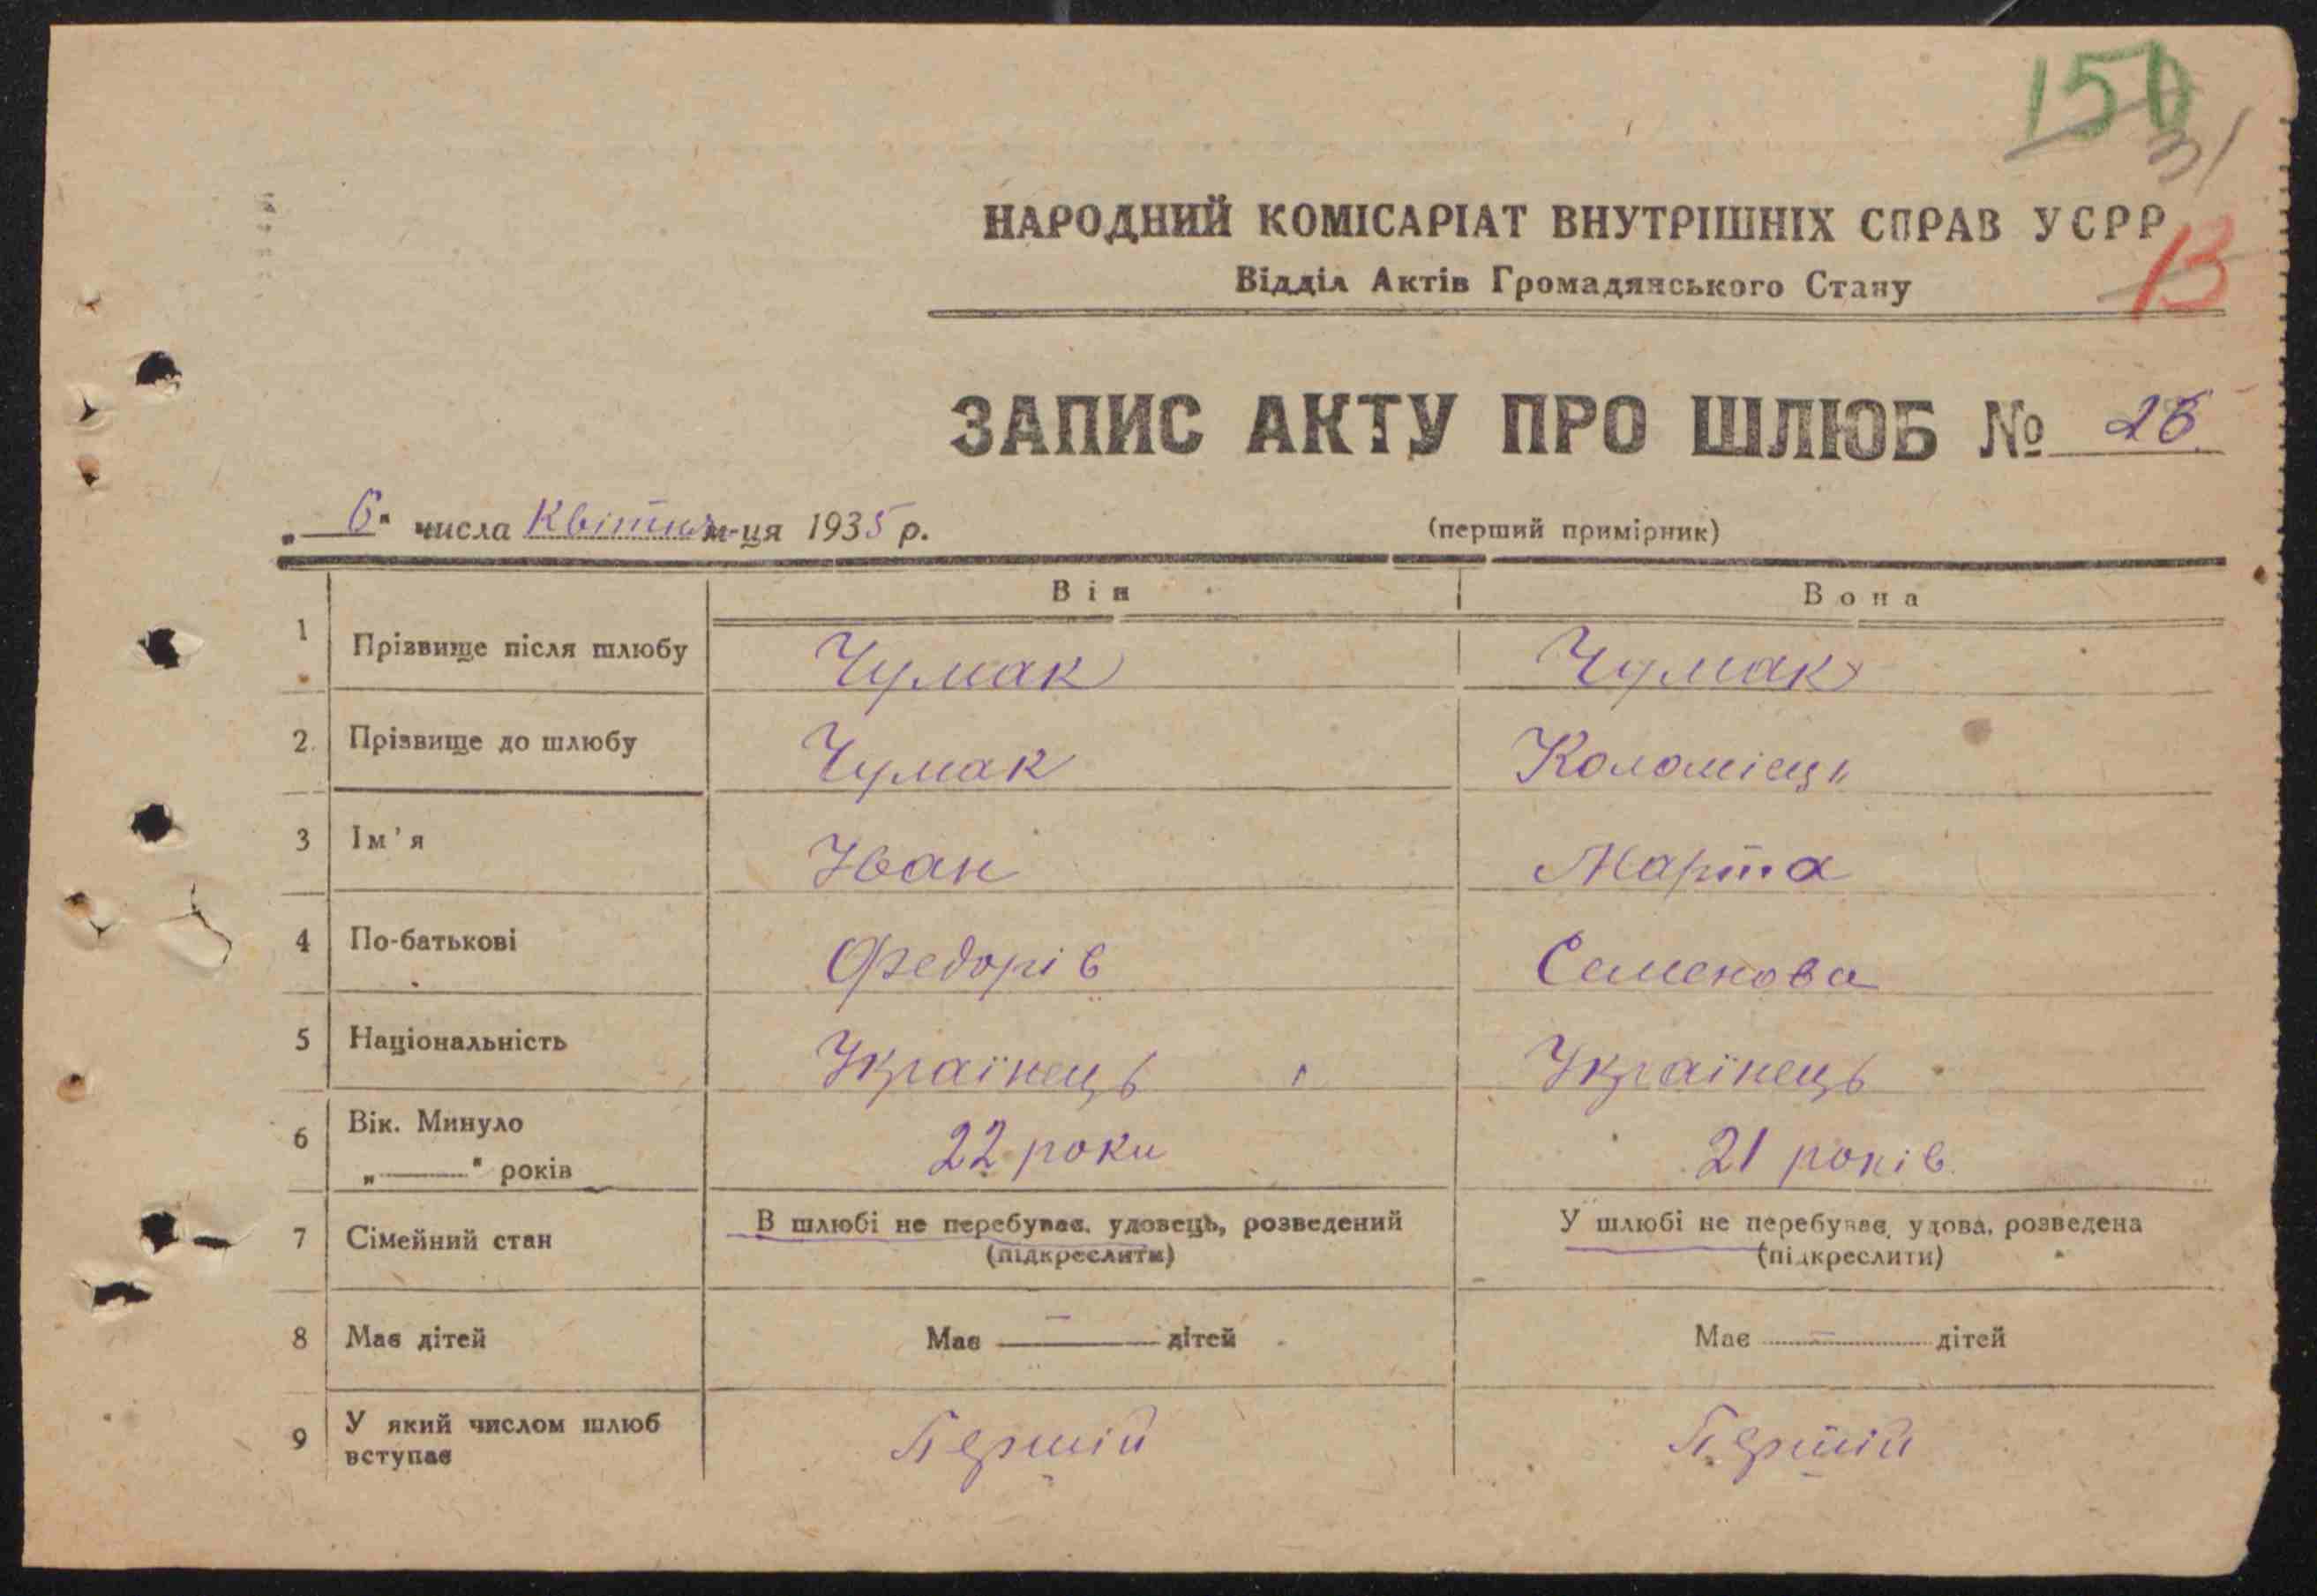 150
31
НАРОДНИЙ КОМІСАРІАТ ВНУТРІШНІХ СПРАВ УСРР
13
Відділ Актів Громадянського Стану
ЗАПИС АКТУ ПРО ШЛЮБ №
„ 6 " числа Квітня м-ця 1935 р. (перший примірник)
Він Вона
1 Прізвище після шлюбу Чумак Чумак
2. Прізвище до шлюбу Чумак Коломієць
3 Ім'я Іван Марта
4 По-батькові Федорів Семенова
5 Національність Українець Українець
6 Вік. Минуло 22 роки 21 років
„ " років
7 Сімейний стан В шлюбі не перебуває, удовець, розведений У шлюбі не перебуває, удова, розведена
(підкреслити) (підкреслити)
8 Має дітей Має — дітей Має — дітей
9 У який числом шлюб вступає Перший Перший